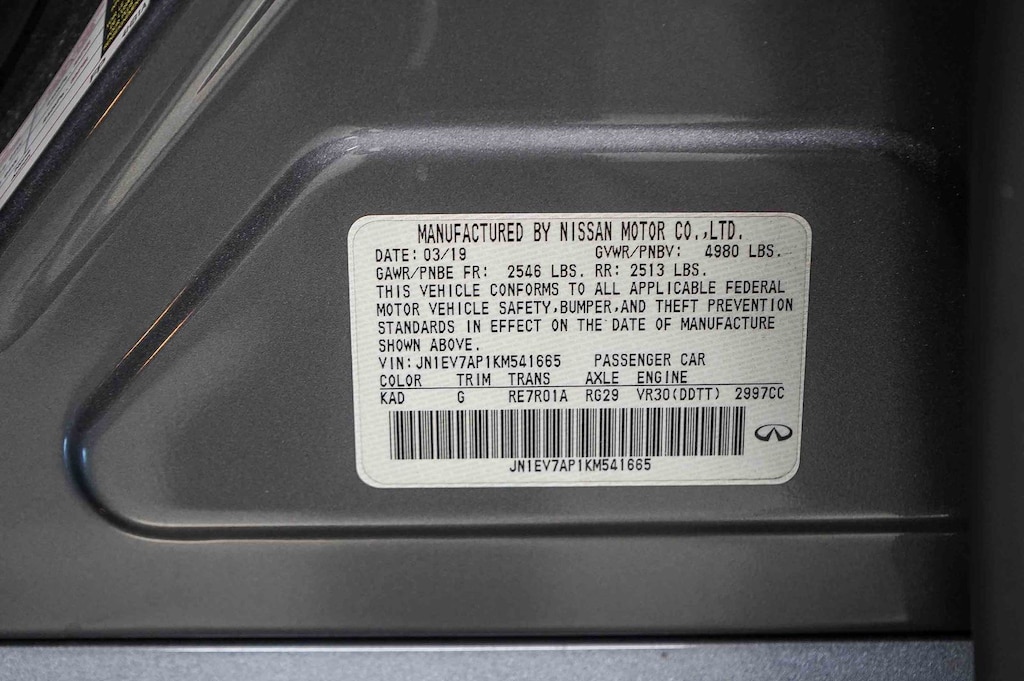 MANUFACTURED BY NISSAN MOTOR CO.,LTD.
DATE: 03/19 GVWR/PNBV: 4980 LBS.
GAWR/PNBE FR: 2546 LBS. RR: 2513 LBS.
THIS VEHICLE CONFORMS TO ALL APPLICABLE FEDERAL
MOTOR VEHICLE SAFETY,BUMPER,AND THEFT PREVENTION
STANDARDS IN EFFECT ON THE DATE OF MANUFACTURE
SHOWN ABOVE.
VIN: JN1EV7AP1KM541665 PASSENGER CAR
COLOR TRIM TRANS AXLE ENGINE
KAD G RE7R01A RG29 VR30(DDTT) 2997CC
JN1EV7AP1KM541665